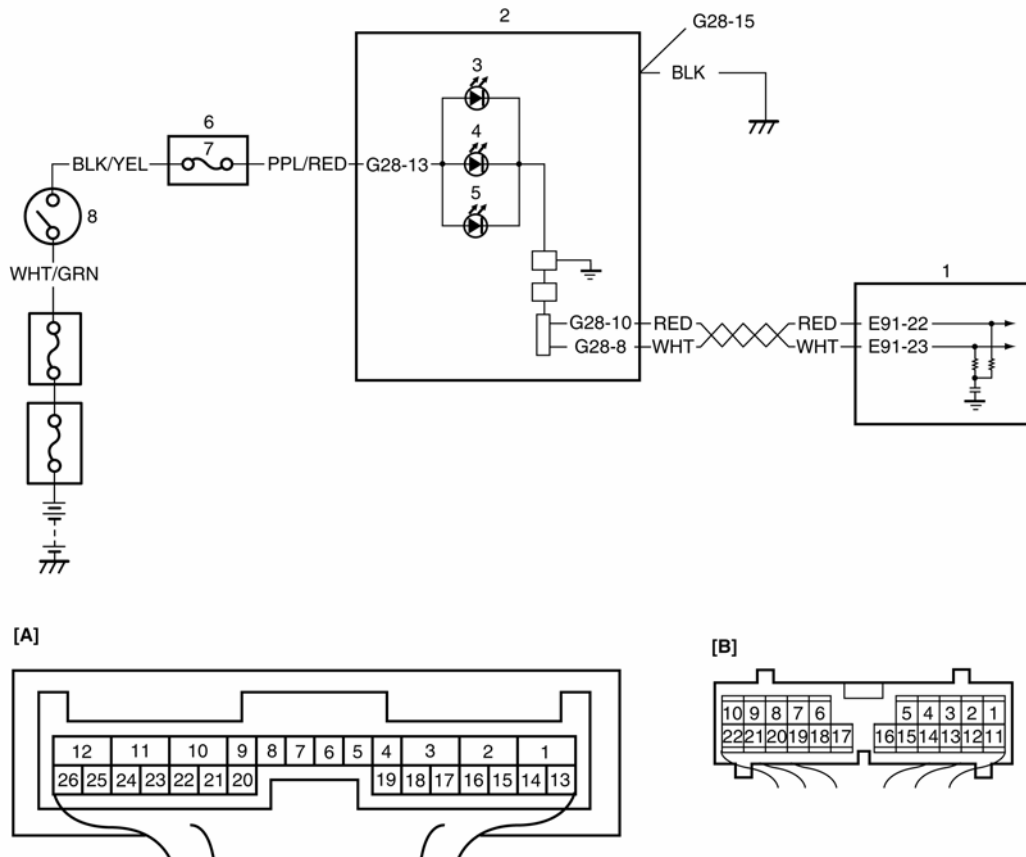 2
G28-15
3
BLK
6
4
7
BLK/YEL
PPL/RED
G28-13
5
8
WHT/GRN
1
G28-10 RED RED E91-22
G28-8 WHT WHT E91-23
[A]
[B]
12 11 10 9 8 7 6 5 4 3 2 1
26 25 24 23 22 21 20 19 18 17 16 15 14 13
10 9 8 7 6 5 4 3 2 1
22 21 20 19 18 17 16 15 14 13 12 11